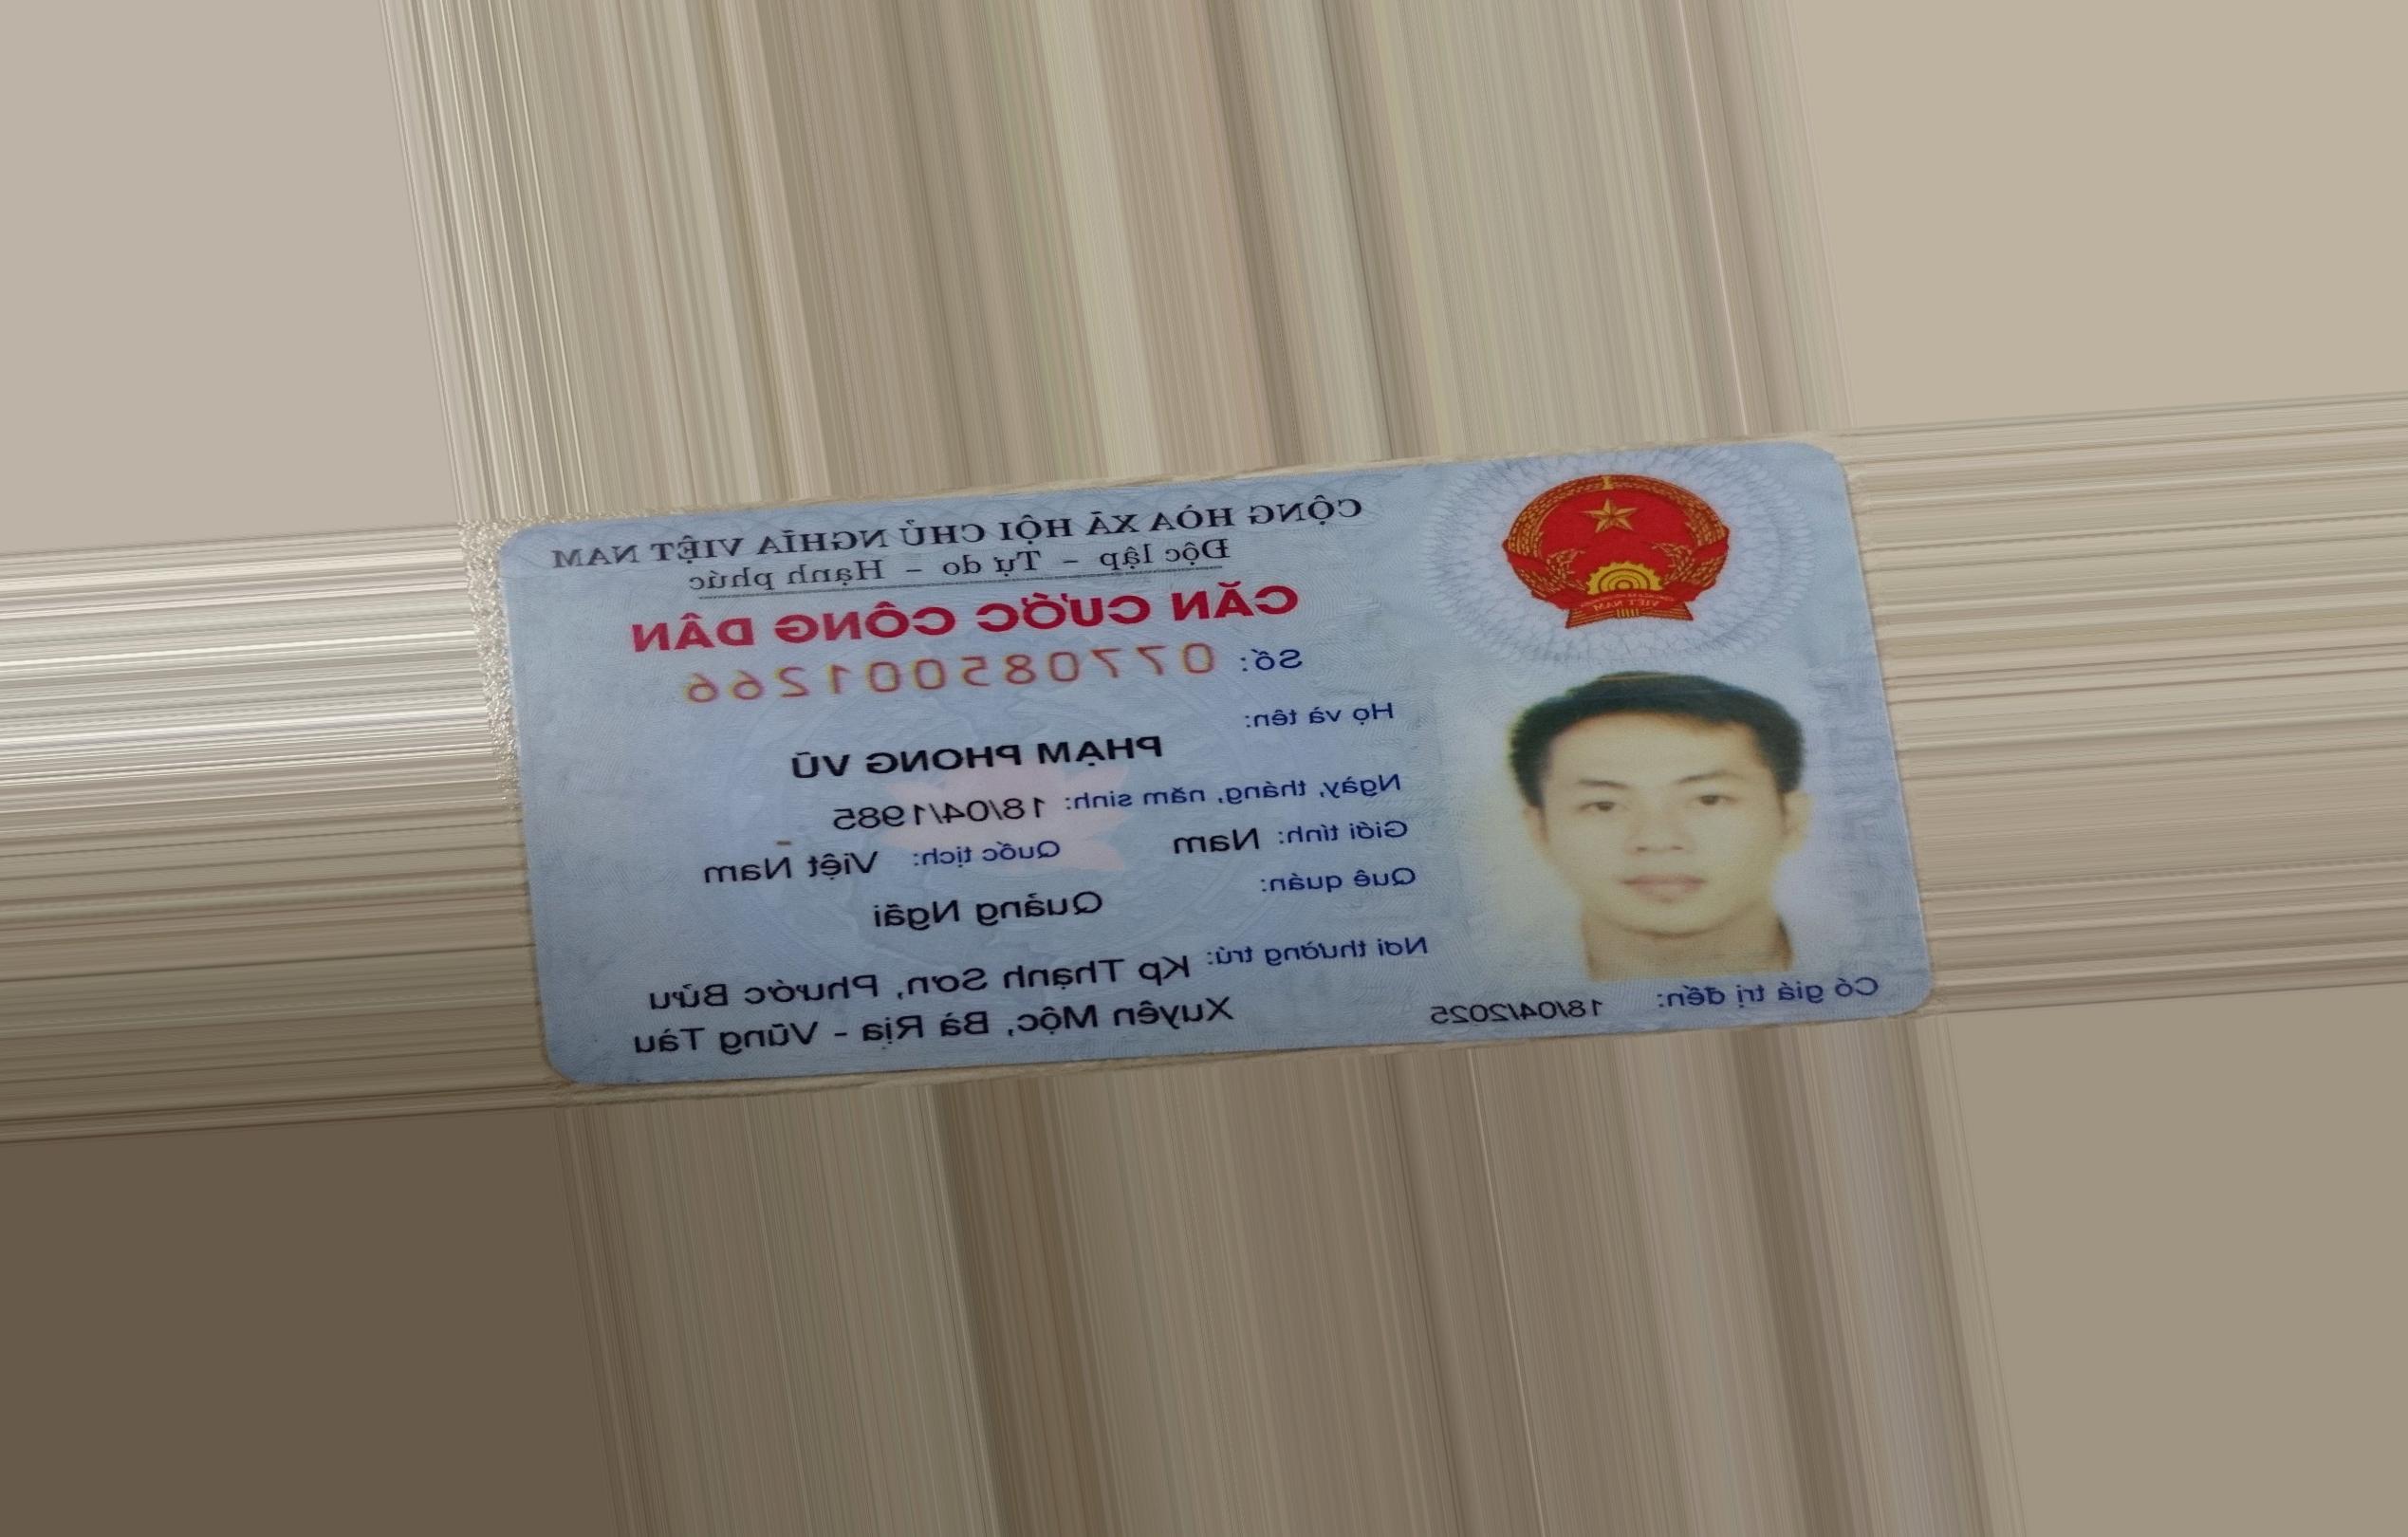 CỘNG HÒA XÃ HỘI CHỦ NGHĨA VIỆT NAM
Độc lập – Tự do – Hạnh phúc
CĂN CƯỚC CÔNG DÂN
Số: 077085001266
Họ và tên:
PHẠM PHONG VŨ
Ngày, tháng, năm sinh: 18/04/1985
Giới tính: Nam Quốc tịch: Việt Nam
Quê quán:
Quảng Ngãi
Nơi thường trú: Kp Thạnh Sơn, Phước Bửu
Xuyên Mộc, Bà Rịa - Vũng Tàu
Có giá trị đến: 18/04/2025
VIỆT NAM